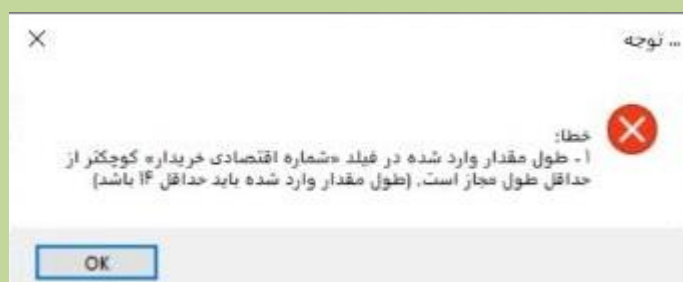 توجه ...
خطا:
۱ - طول مقدار وارد شده در فیلد «شماره اقتصادی خریدار» کوچکتر از
حداقل طول مجاز است. (طول مقدار وارد شده باید حداقل ۱۴ باشد)
OK